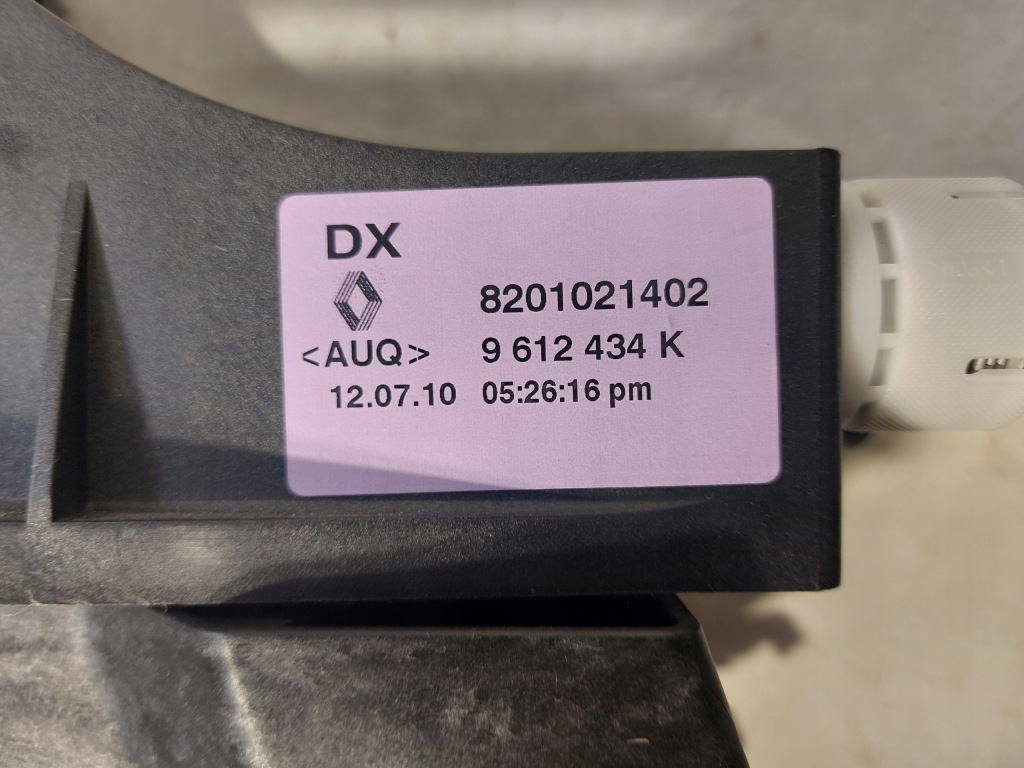 DX
8201021402
<AUQ> 9 612 434 K
12.07.10 05:26:16 pm